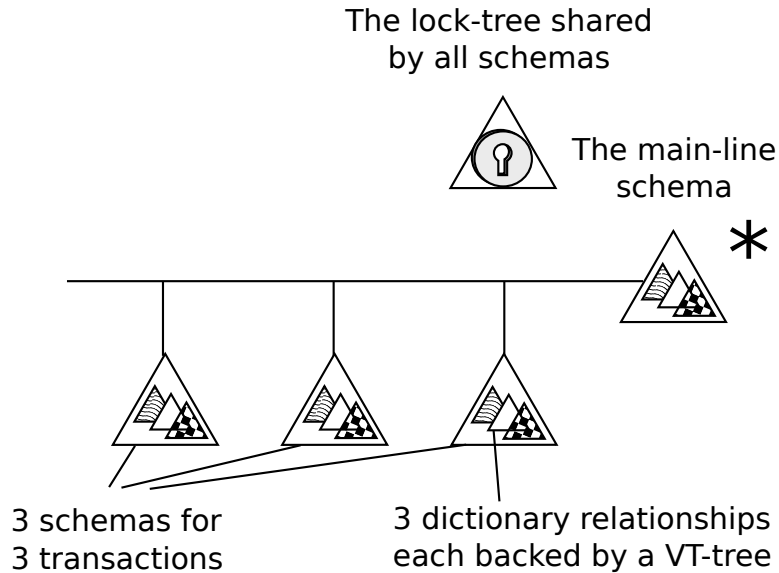 The lock-tree shared
by all schemas
The main-line
schema
*
3 schemas for
3 transactions
3 dictionary relationships
each backed by a VT-tree